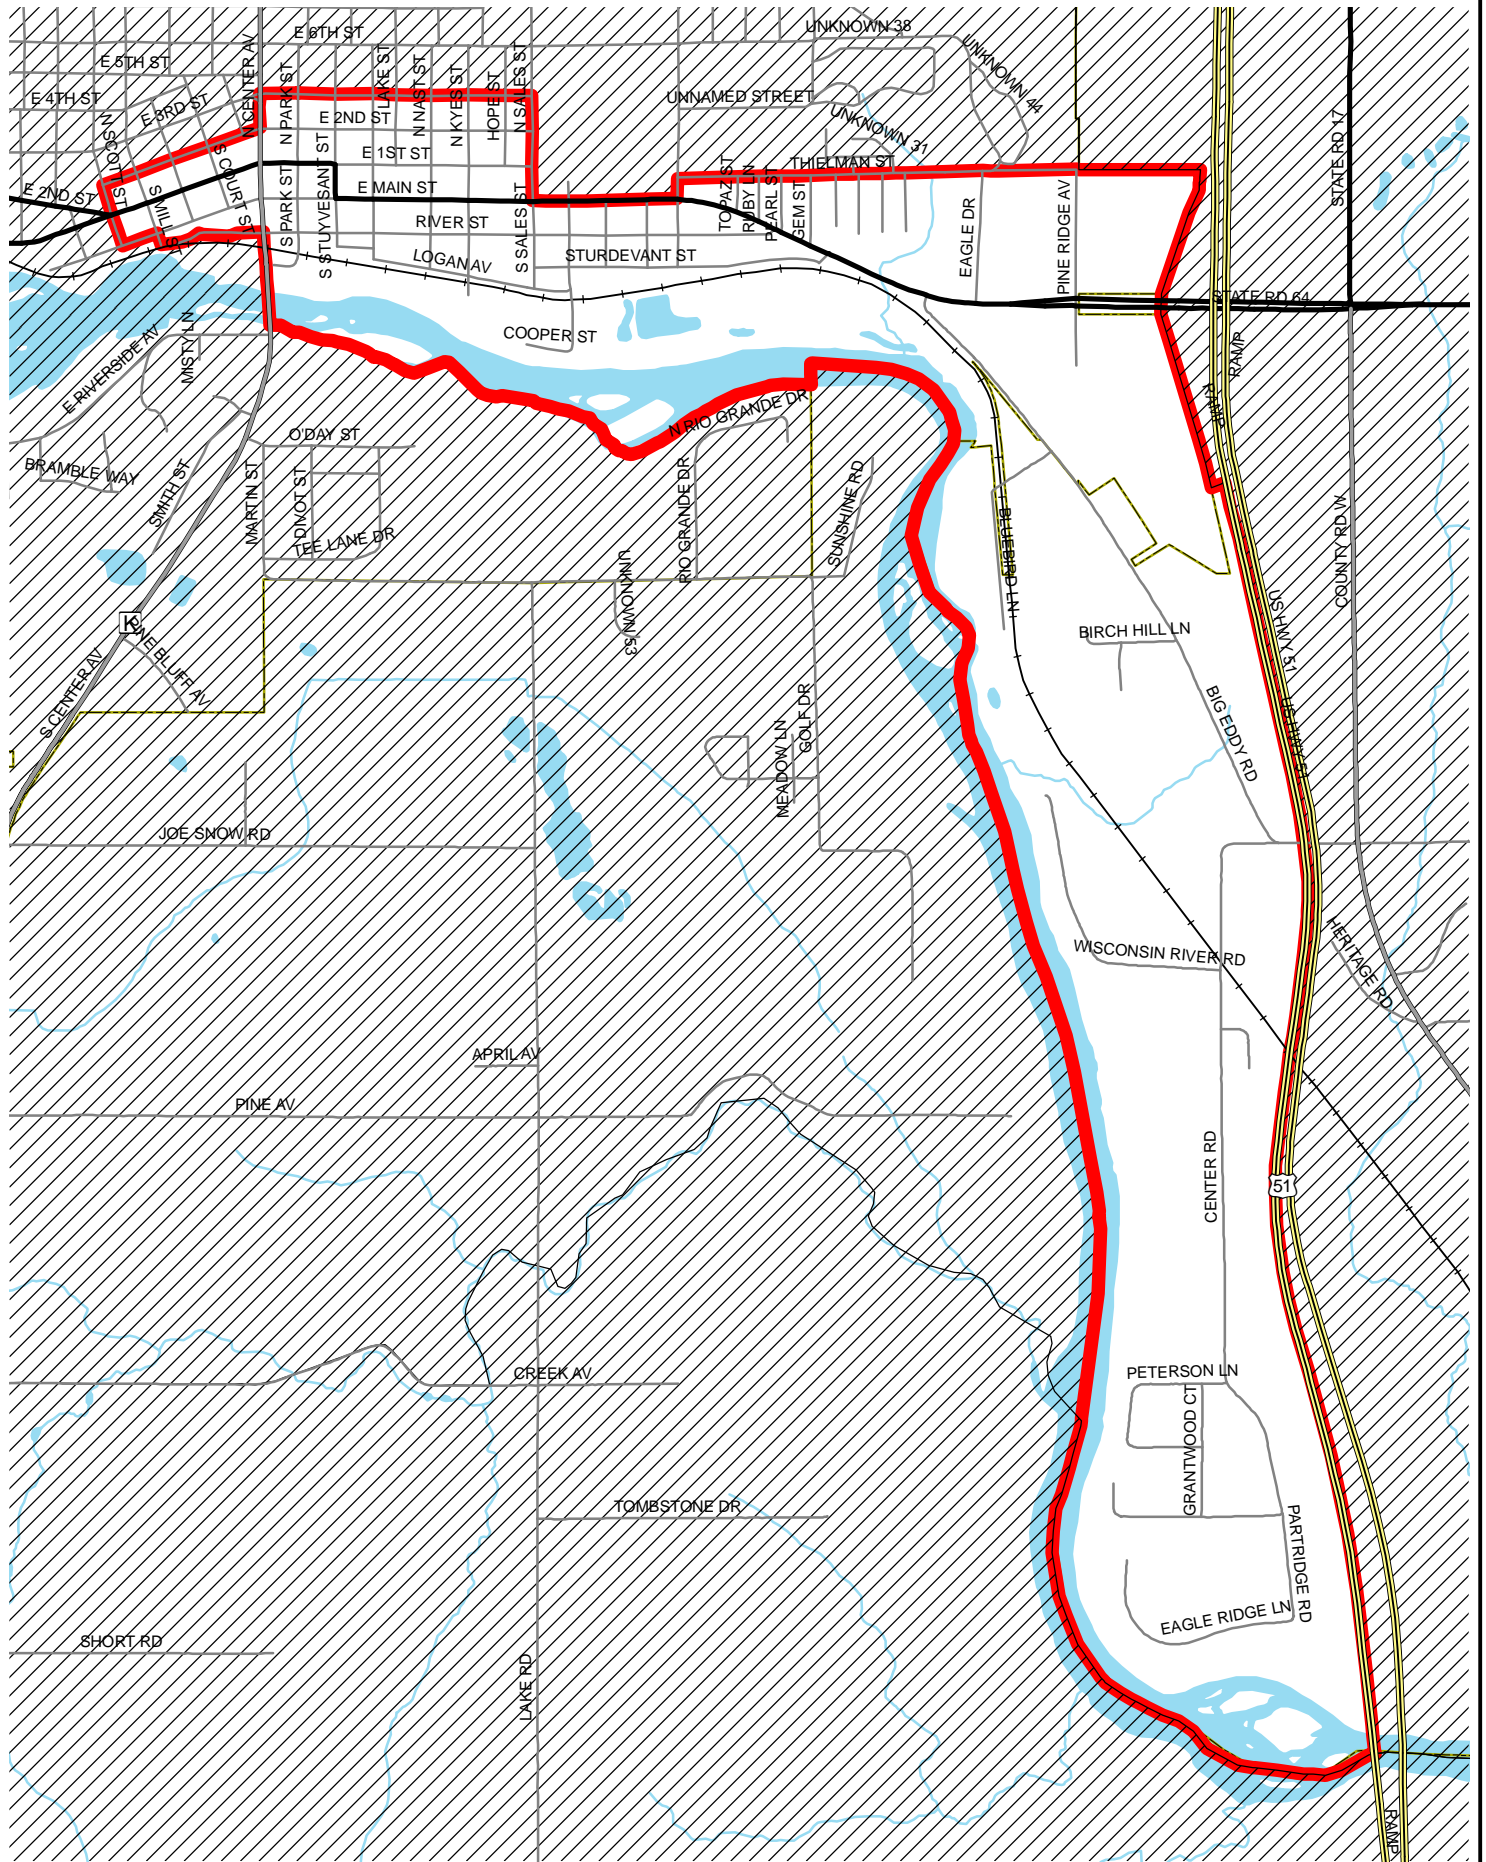 UNKNOWN 38
E 6TH ST
N CENTER AV
LAKE ST
N NAST ST
N KYES ST
HOPE ST
N SALES ST
UNKNOWN 44
E 5TH ST
N PARK ST
E 4TH ST
E 3RD ST
UNNAMED STREET
E 2ND ST
UNKNOWN 31
STATE RD 17
N SCOTT ST
S COURT ST
E 1ST ST
THIELMAN ST
E 2ND ST
S MILL ST
S PARK ST
S STUYVESANT ST
E MAIN ST
TOPAZ ST
RUBY LN
PEARL ST
GEM ST
EAGLE DR
PINE RIDGE AV
RIVER ST
S SALES ST
LOGAN AV
STURDEVANT ST
STATE RD 64
COOPER ST
E RIVERSIDE AV
MISTY LN
RAMP
RAMP
N RIO GRANDE DR
O'DAY ST
BRAMBLE WAY
SMITH ST
MARTIN ST
DIVOT ST
TEE LANE DR
RIO GRANDE DR
SUNSHINE RD
BLUEBIRD LN
COUNTY RD W
UNKNOWN 53
K
PINE BLUFF AV
S CENTER AV
BIRCH HILL LN
US HWY 51
US HWY 51
BIG EDDY RD
GOLF DR
MEADOW LN
JOE SNOW RD
WISCONSIN RIVER RD
HERITAGE RD
APRIL AV
PINE AV
CENTER RD
51
CREEK AV
PETERSON LN
GRANTWOOD CT
TOMBSTONE DR
PARTRIDGE RD
EAGLE RIDGE LN
SHORT RD
LAKE RD
RAMP